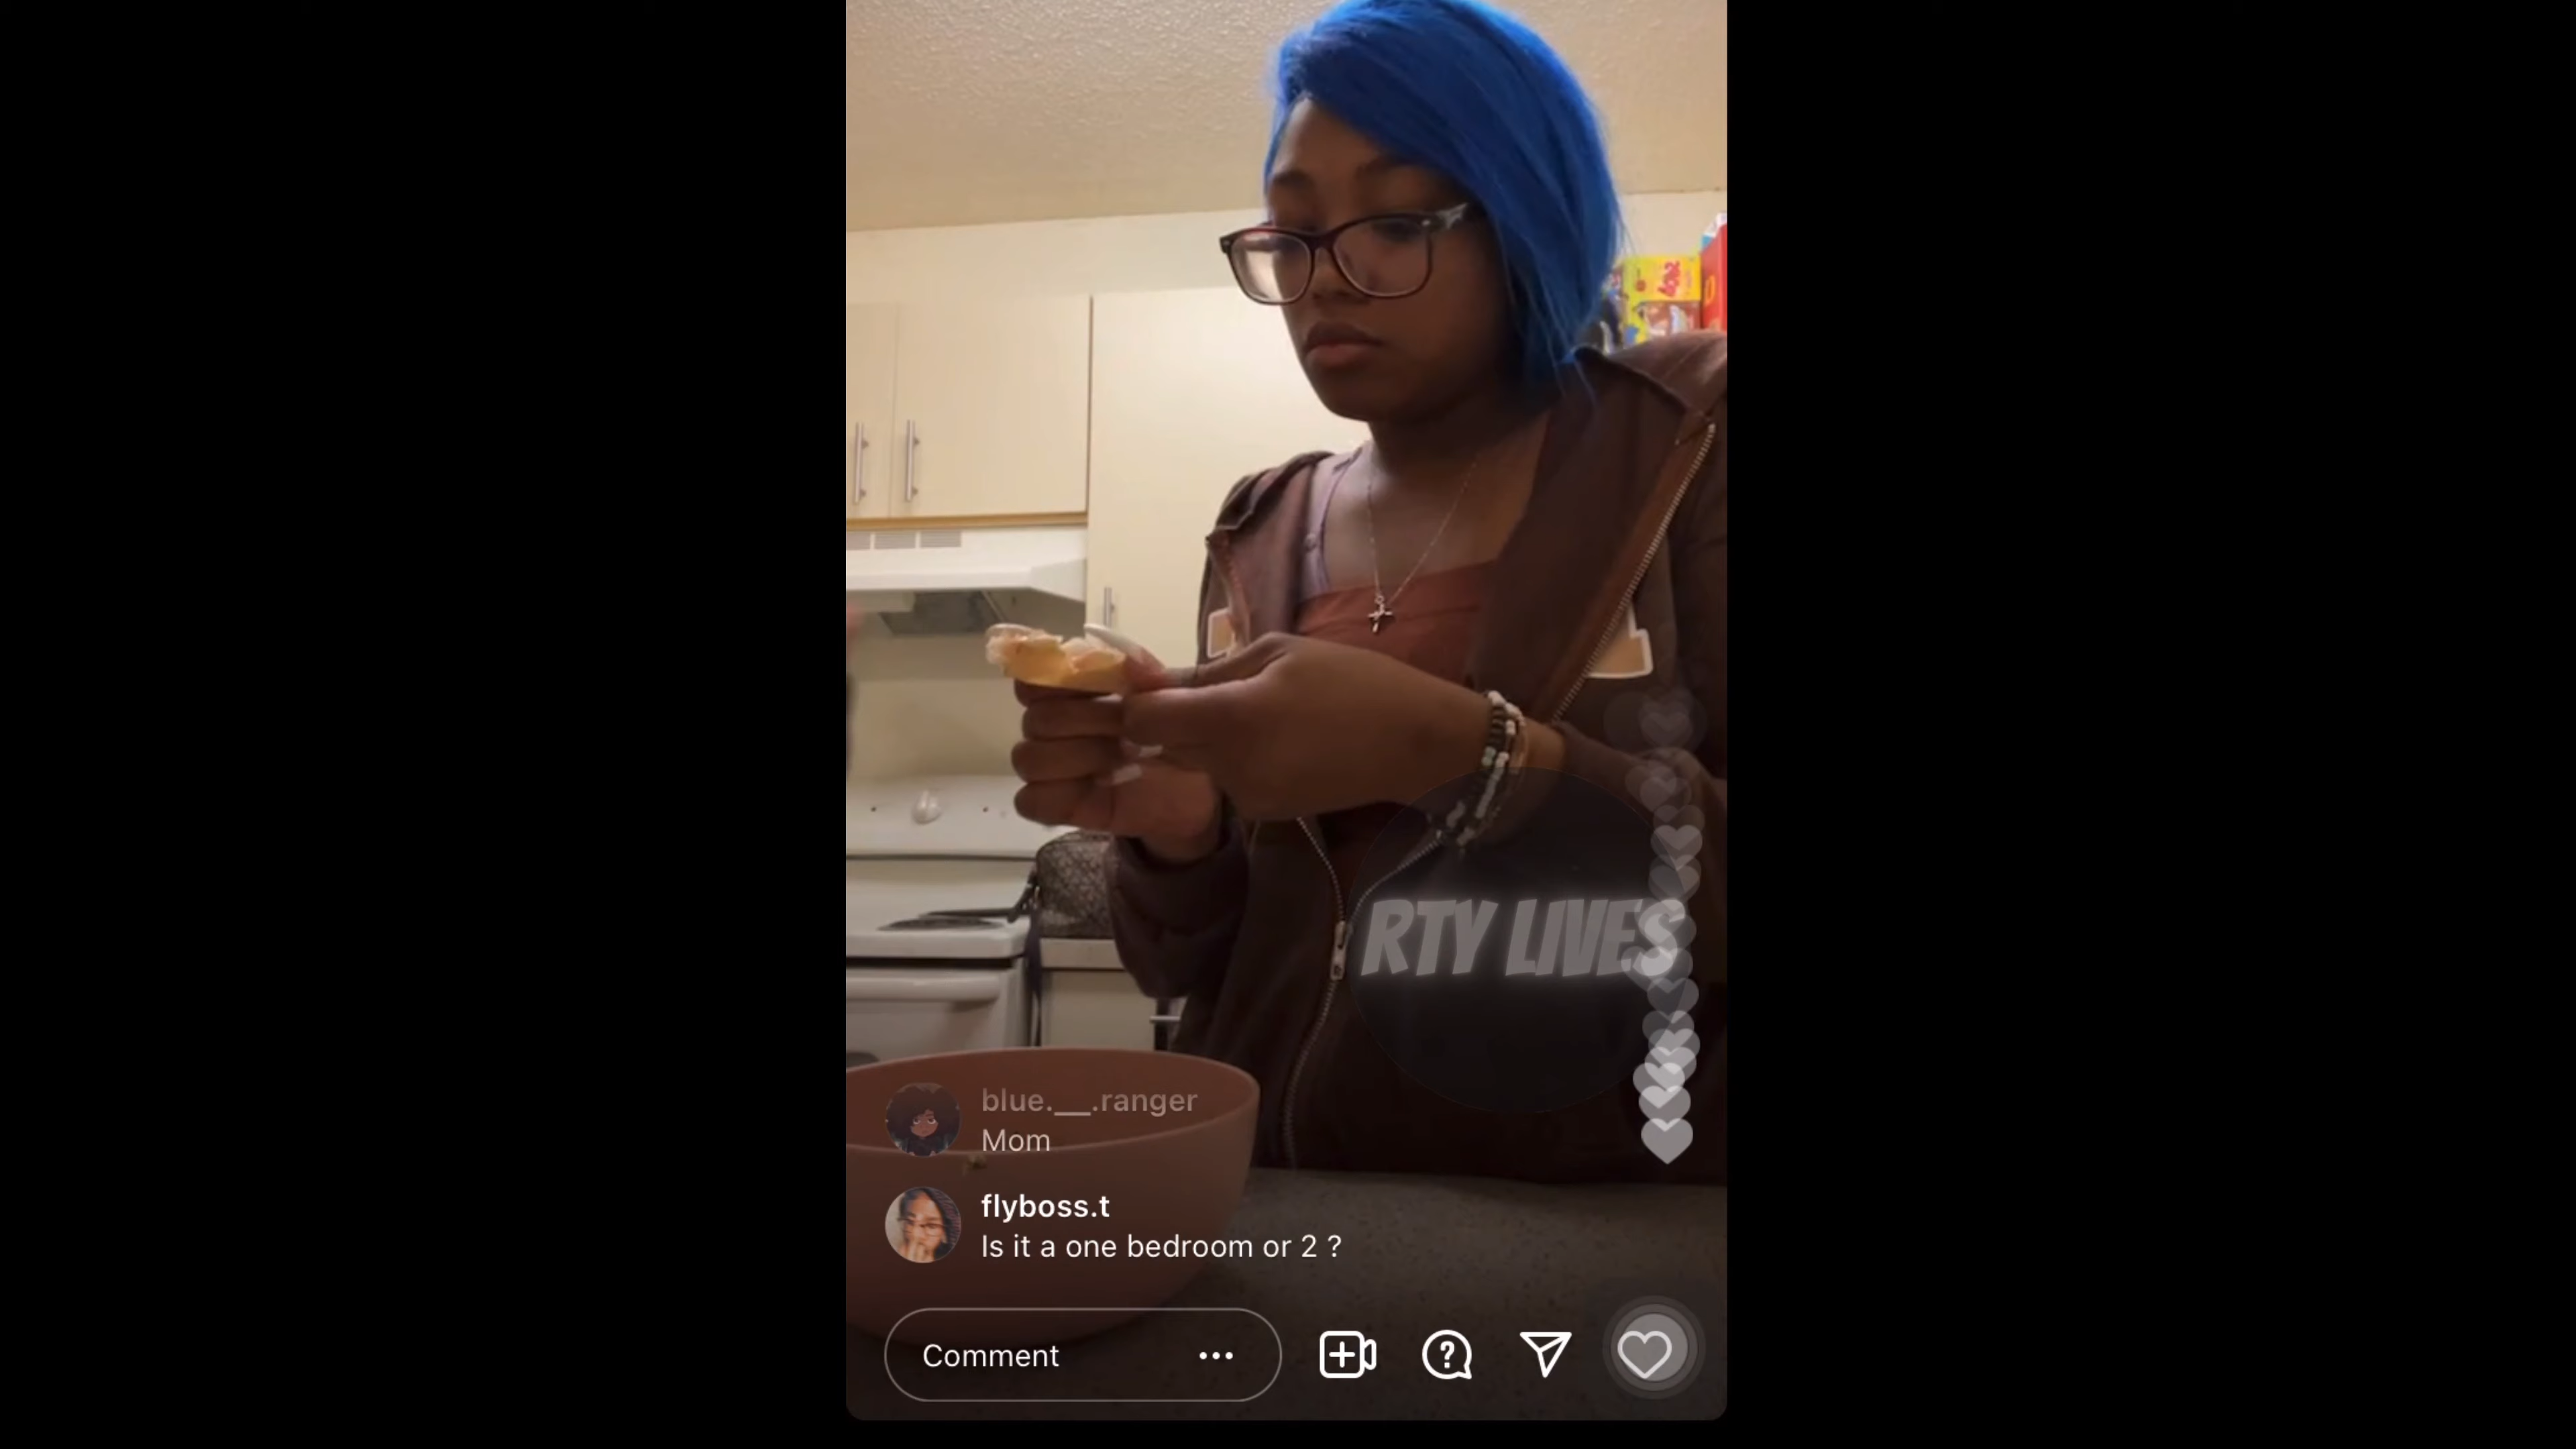 RTY LIVES
blue.__.ranger
Mom
flyboss.t
Is it a one bedroom or 2 ?
Comment